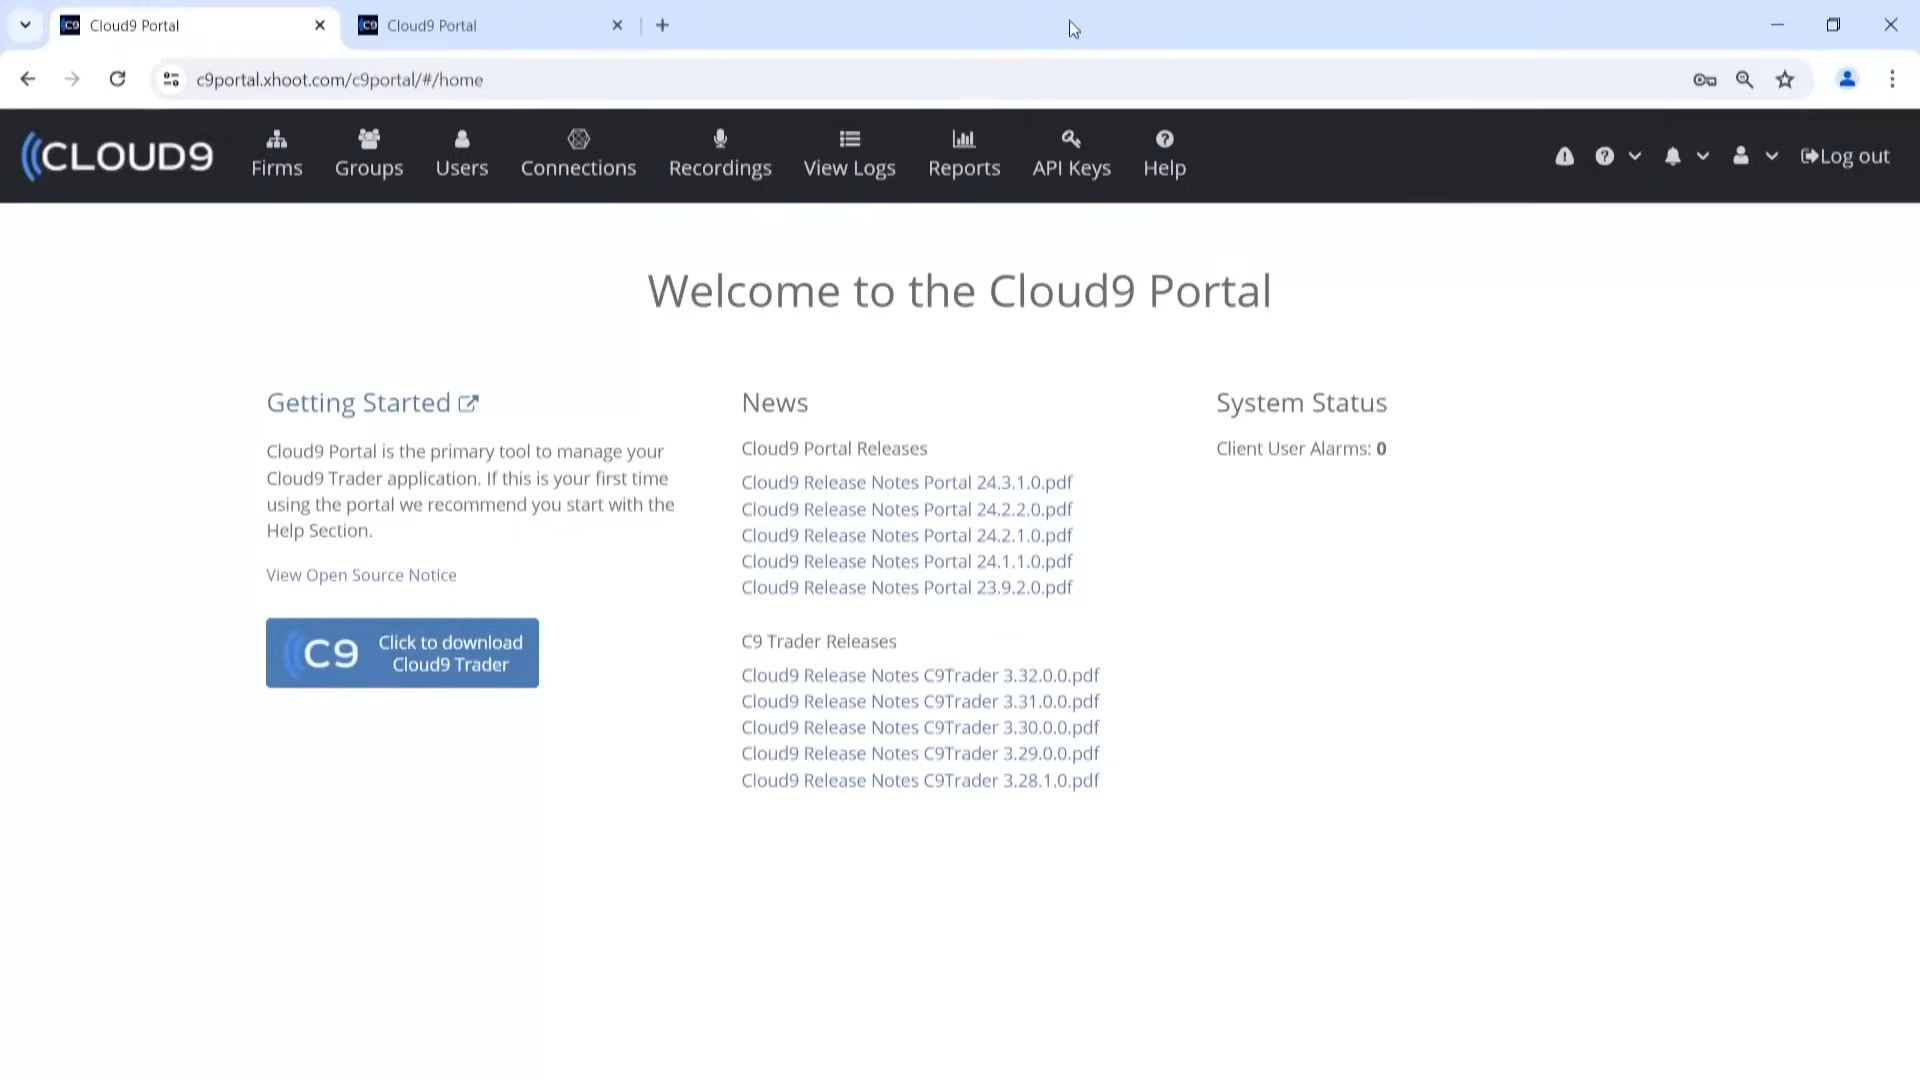 Cloud9 Portal
Cloud9 Portal
c9portal.xhoot.com/c9portal/#/home
CLOUD9
Firms
Groups
Users
Connections
Recordings
View Logs
Reports
API Keys
Help
Log out
Welcome to the Cloud9 Portal
Getting Started
Cloud9 Portal is the primary tool to manage your
Cloud9 Trader application. If this is your first time
using the portal we recommend you start with the
Help Section.
View Open Source Notice
C9
Click to download
Cloud9 Trader
News
Cloud9 Portal Releases
Cloud9 Release Notes Portal 24.3.1.0.pdf
Cloud9 Release Notes Portal 24.2.2.0.pdf
Cloud9 Release Notes Portal 24.2.1.0.pdf
Cloud9 Release Notes Portal 24.1.1.0.pdf
Cloud9 Release Notes Portal 23.9.2.0.pdf
C9 Trader Releases
Cloud9 Release Notes C9Trader 3.32.0.0.pdf
Cloud9 Release Notes C9Trader 3.31.0.0.pdf
Cloud9 Release Notes C9Trader 3.30.0.0.pdf
Cloud9 Release Notes C9Trader 3.29.0.0.pdf
Cloud9 Release Notes C9Trader 3.28.1.0.pdf
System Status
Client User Alarms: 0